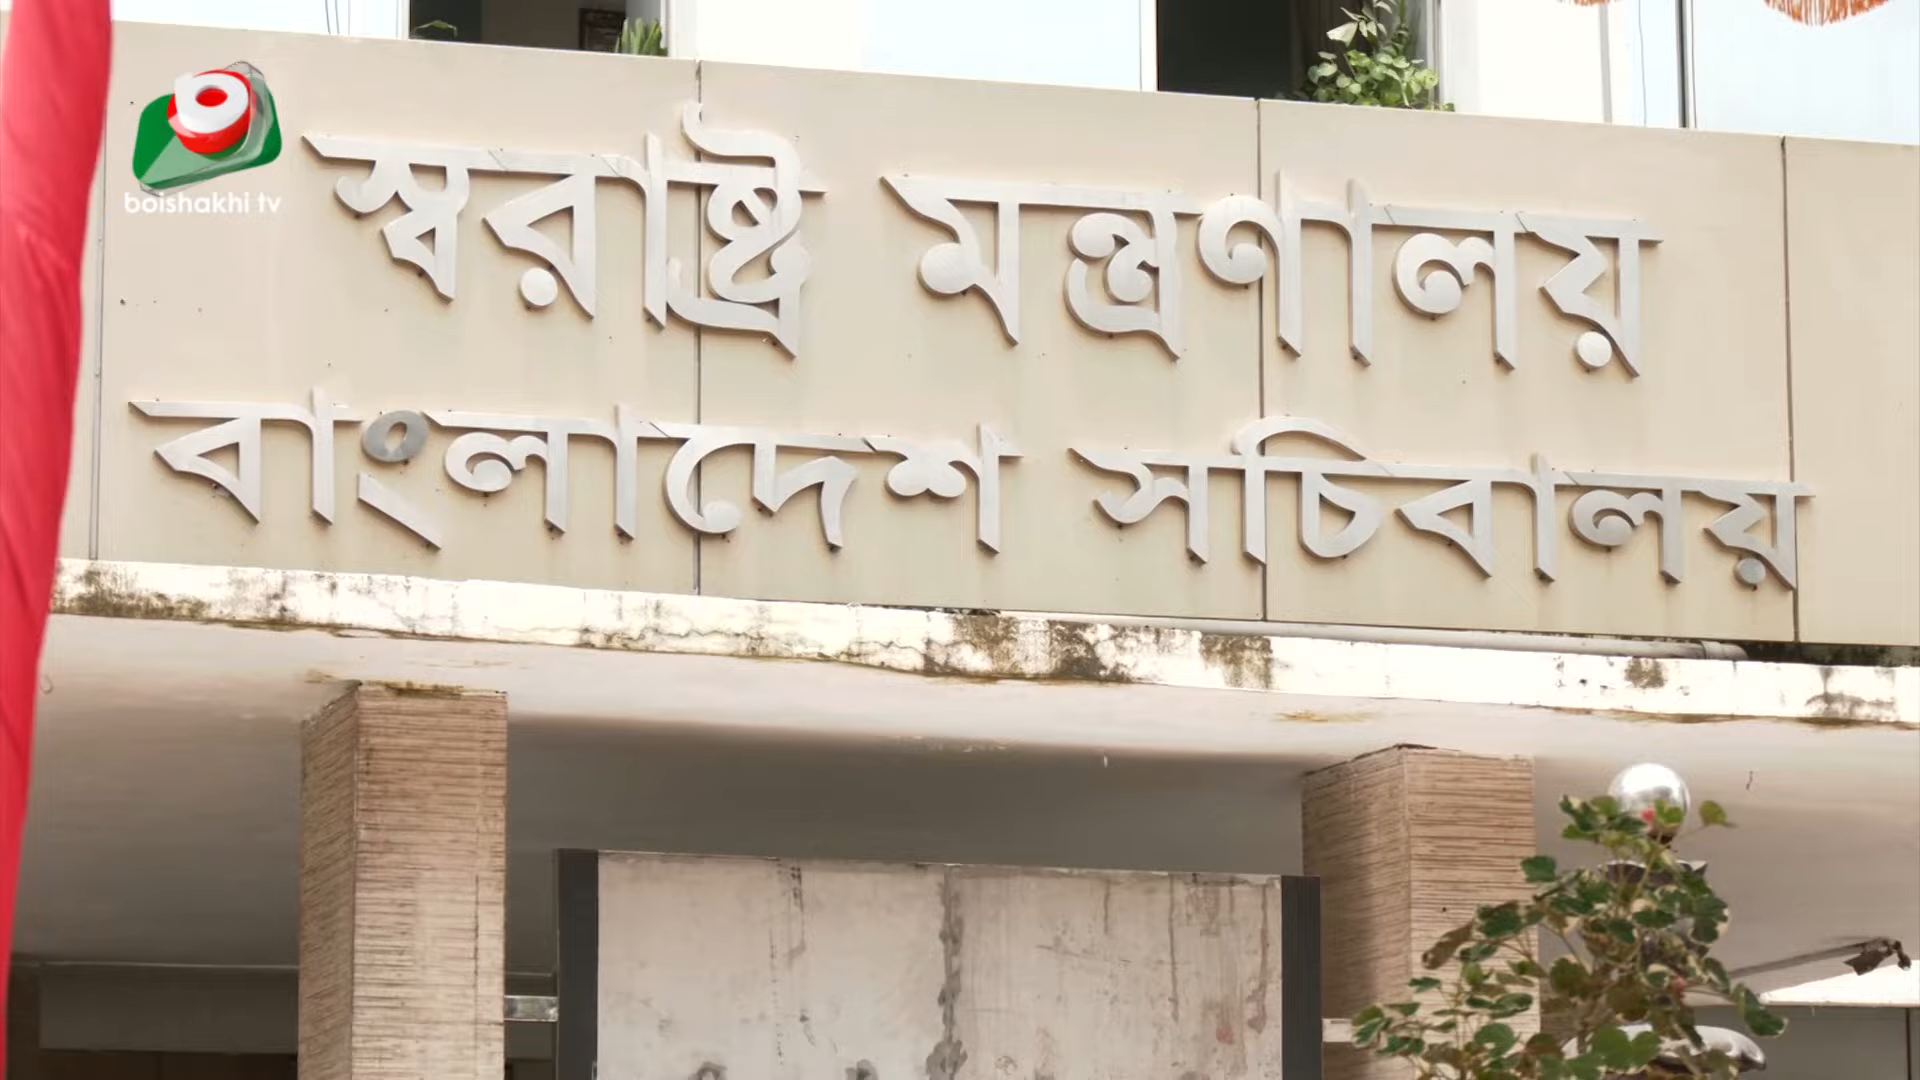 boishakhi tv
স্বরাষ্ট্র মন্ত্রণালয়
বাংলাদেশ সচিবালয়